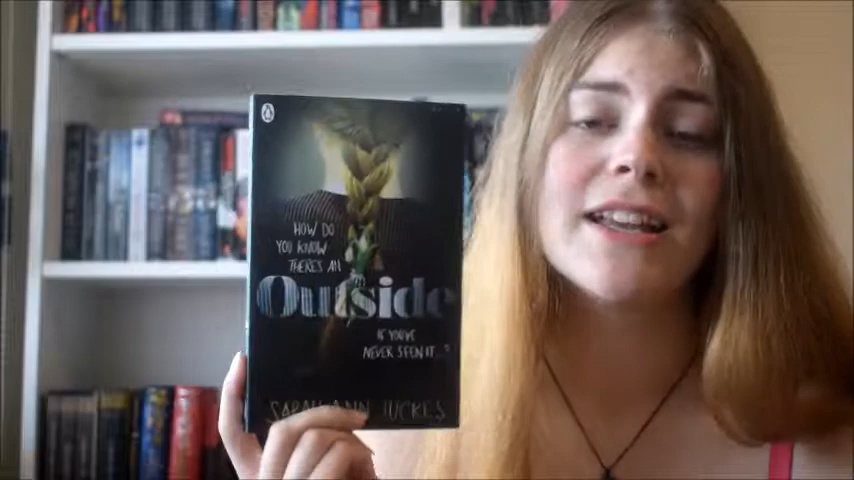 HOW DO
YOU KNOW
THERE'S AN
Outside
IF YOU'VE
NEVER SEEN IT...?
SARAH ANN JUCKES